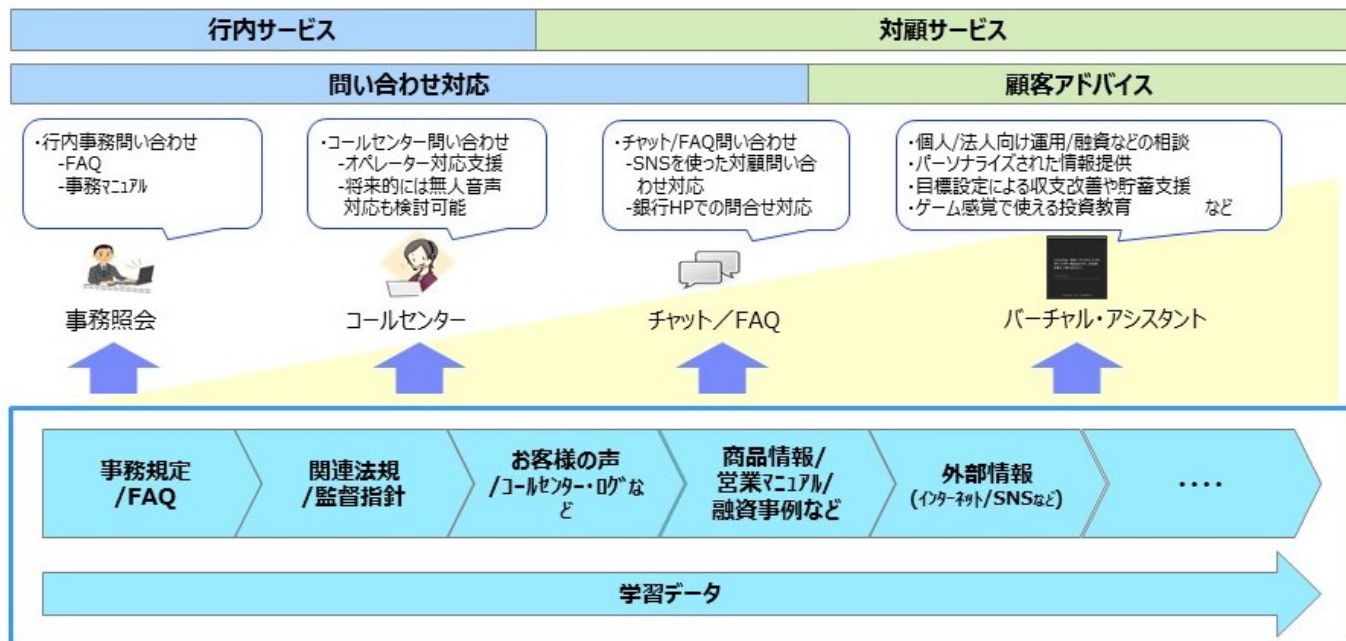 行内サービス
対顧サービス
問い合わせ対応
顧客アドバイス
・行内事務問い合わせ
-FAQ
-事務ﾏﾆｭｱﾙ
・コールセンター問い合わせ
-オペレーター対応支援
-将来的には無人音声
対応も検討可能
・チャット/FAQ問い合わせ
-SNSを使った対顧問い合
わせ対応
-銀行HPでの問合せ対応
・個人/法人向け運用/融資などの相談
・パーソナライズされた情報提供
・目標設定による収支改善や貯蓄支援
・ゲーム感覚で使える投資教育 など
事務照会
コールセンター
チャット／FAQ
バーチャル・アシスタント
事務規定
/FAQ
関連法規
/監督指針
お客様の声
/ｺｰﾙｾﾝﾀｰ・ﾛｸﾞな
ど
商品情報/
営業ﾏﾆｭｱﾙ/
融資事例など
外部情報
(ｲﾝﾀｰﾈｯﾄ/SNSなど)
・・・・
学習データ